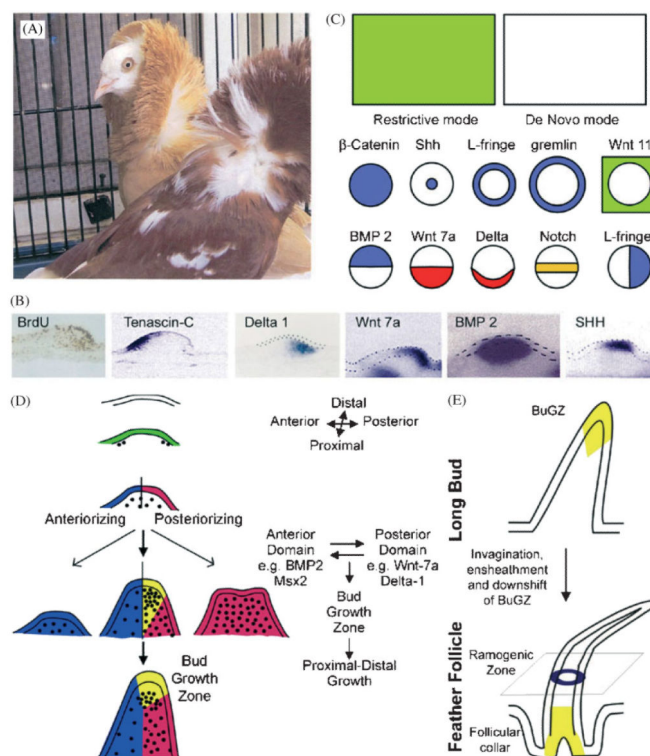 (A)
(C)
Restrictive mode
De Novo mode
β-Catenin
Shh
L-fringe
gremlin
Wnt 11
BMP 2
Wnt 7a
Delta
Notch
L-fringe
(B)
BrdU
Tenascin-C
Delta 1
Wnt 7a
BMP 2
SHH
(D)
Distal
Anterior
Posterior
Proximal
Anteriorizing
Posteriorizing
Anterior
Domain
e.g. BMP2
Msx2
Posterior
Domain
e.g. Wnt-7a
Delta-1
Bud
Growth
Zone
Proximal-Distal
Growth
Bud
Growth
Zone
(E)
BuGZ
Long Bud
Invagination,
ensheathment
and downshift
of BuGZ
Feather Follicle
Ramogenic
Zone
Follicular
collar